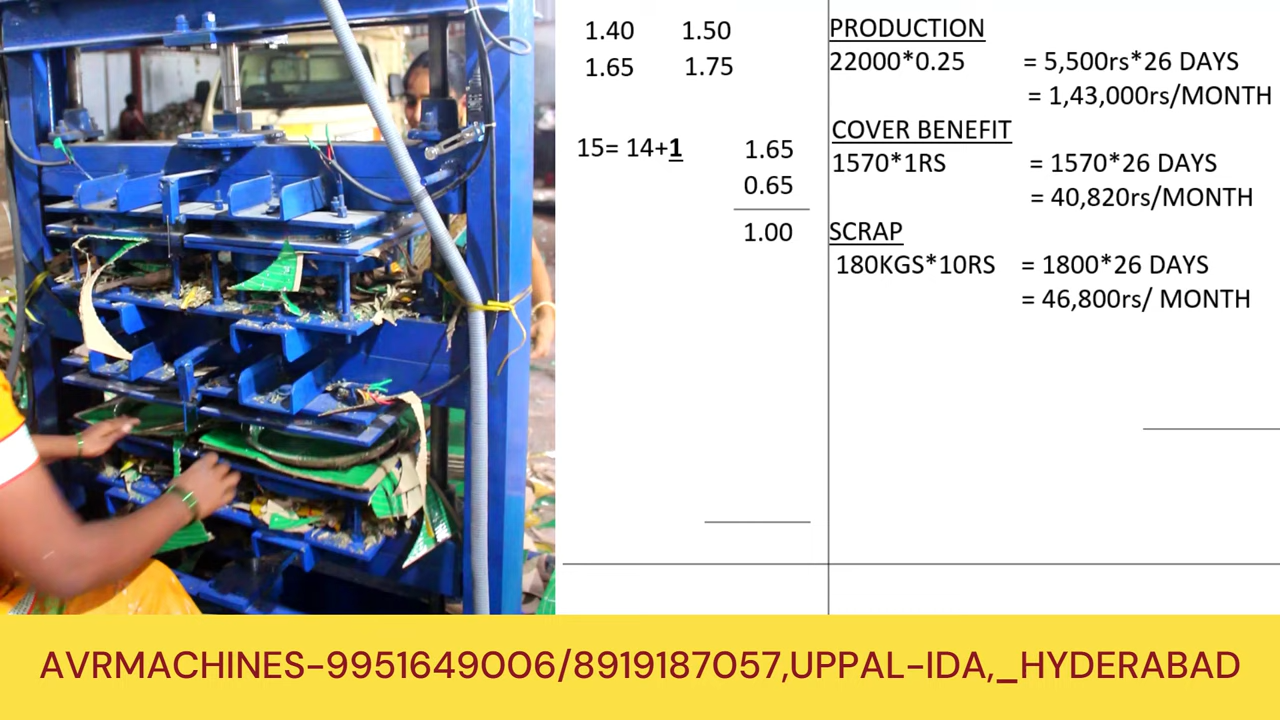 1.40 1.50
1.65 1.75
15= 14+1
1.65
0.65
1.00
PRODUCTION
22000*0.25 = 5,500rs*26 DAYS
= 1,43,000rs/MONTH
COVER BENEFIT
1570*1RS = 1570*26 DAYS
= 40,820rs/MONTH
SCRAP
180KGS*10RS = 1800*26 DAYS
= 46,800rs/ MONTH
AVRMACHINES-9951649006/8919187057,UPPAL-IDA,_HYDERABAD